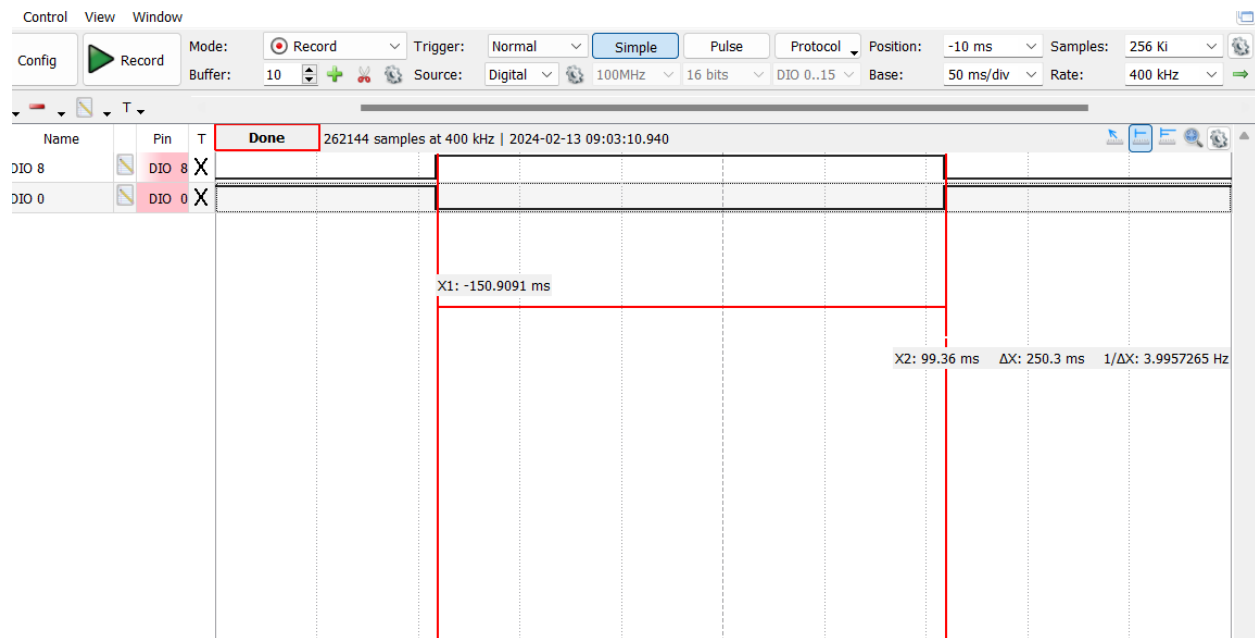 Control View Window
Config Record Mode: Record Trigger: Normal Simple Pulse Protocol Position: -10 ms Samples: 256 Ki
Buffer: 10 Source: Digital 100MHz 16 bits DIO 0..15 Base: 50 ms/div Rate: 400 kHz
T
Name Pin T Done 262144 samples at 400 kHz | 2024-02-13 09:03:10.940
DIO 8 DIO 8 X
DIO 0 DIO 0 X
X1: -150.9091 ms
X2: 99.36 ms ΔX: 250.3 ms 1/ΔX: 3.9957265 Hz